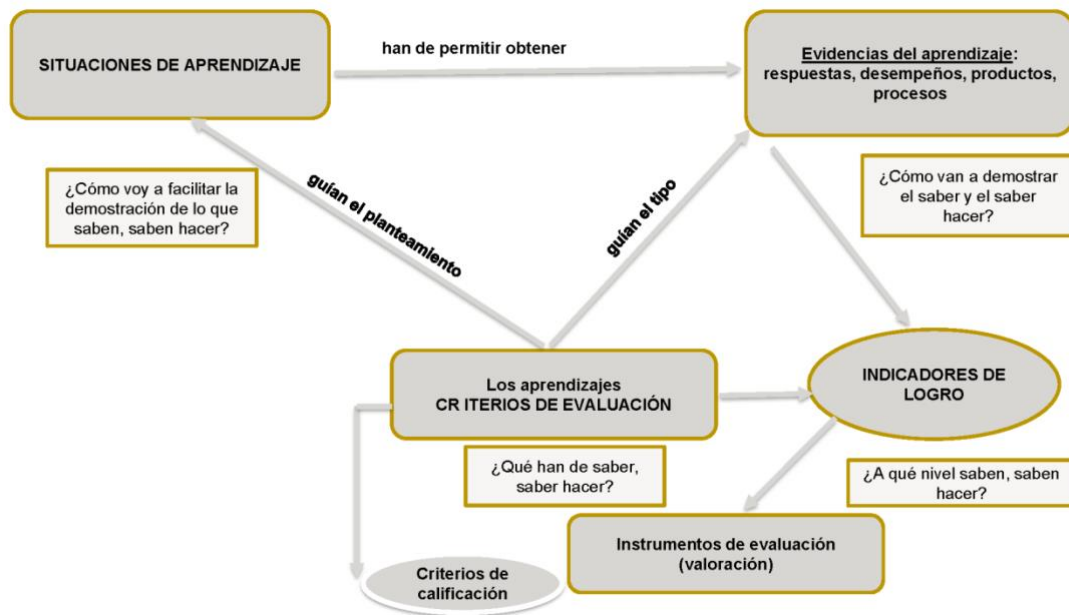 SITUACIONES DE APRENDIZAJE
han de permitir obtener
Evidencias del aprendizaje:
respuestas, desempeños, productos,
procesos
¿Cómo voy a facilitar la
demostración de lo que
saben, saben hacer?
guían el planteamiento
guían el tipo
¿Cómo van a demostrar
el saber y el saber
hacer?
Los aprendizajes
CR ITERIOS DE EVALUACIÓN
INDICADORES DE
LOGRO
¿Qué han de saber,
saber hacer?
¿A qué nivel saben, saben
hacer?
Instrumentos de evaluación
(valoración)
Criterios de
calificación